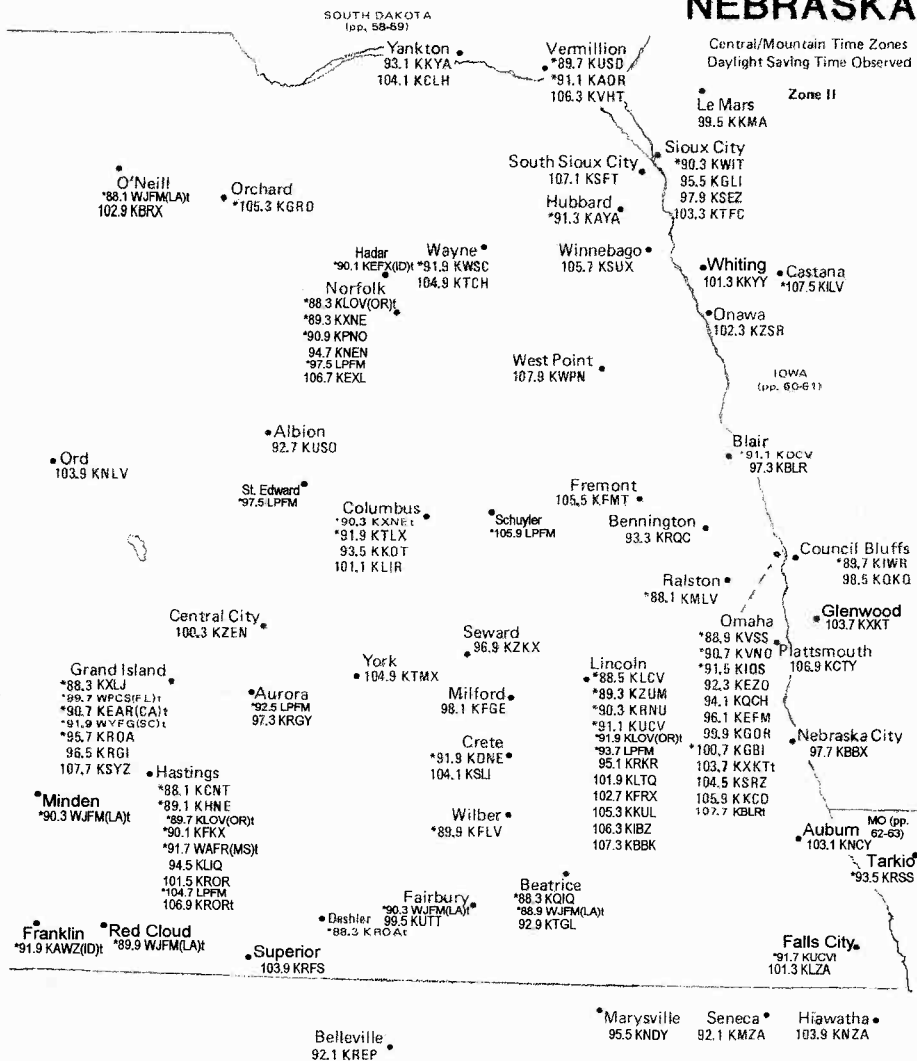 NEBRASKA
Central/Mountain Time Zones
Daylight Saving Time Observed
Zone II
SOUTH DAKOTA
(pp. 58-59)
Yankton
93.1 KKYA
104.1 KCLH
Vermillion
*89.7 KUSD
*91.1 KAOR
106.3 KVHT
Le Mars
99.5 KKMA
Sioux City
*90.3 KWIT
95.5 KGLI
97.9 KSEZ
103.3 KTFC
South Sioux City
107.1 KSFT
O'Neill
*88.1 WJFM(LA)t
102.9 KBRX
Orchard
*105.3 KGRD
Hubbard
*91.3 KAYA
Hadar
*90.1 KEFX(ID)t
Wayne
*91.9 KWSC
104.9 KTCH
Winnebago
105.7 KSUX
Whiting
101.3 KKYY
Castana
*107.5 KILV
Norfolk
*88.3 KLOV(OR)t
*89.3 KXNE
*90.9 KPNO
94.7 KNEN
*97.5 LPFM
106.7 KEXL
Onawa
102.3 KZSR
West Point
107.9 KWPN
IOWA
(pp. 60-61)
Albion
92.7 KUSO
Blair
*91.1 KDCV
97.3 KBLR
Ord
103.9 KNLV
St. Edward
*97.5 LPFM
Columbus
*90.3 KXNEt
*91.9 KTLX
93.5 KKOT
101.1 KLIR
Schuyler
*105.9 LPFM
Fremont
105.5 KFMT
Bennington
93.3 KRQC
Council Bluffs
*89.7 KIWR
98.5 KQKQ
Ralston
*88.1 KMLV
Central City
100.3 KZEN
Glenwood
103.7 KXKT
Seward
96.9 KZKX
Omaha
*88.9 KVSS
*90.7 KVNO
*91.5 KIOS
92.3 KEZO
94.1 KQCH
96.1 KEFM
99.9 KGOR
*100.7 KGBI
103.7 KXKTt
104.5 KSRZ
105.9 KKCD
107.7 KBLRt
Plattsmouth
106.9 KCTY
Grand Island
*88.3 KXLJ
*89.7 WPCS(FL)t
*90.7 KEAR(CA)t
*91.9 WYFG(SC)t
*95.7 KROA
96.5 KRGI
107.7 KSYZ
York
104.9 KTMX
Lincoln
*88.5 KLCV
*89.3 KZUM
*90.3 KRNU
*91.1 KUCV
*91.9 KLOV(OR)t
*93.7 LPFM
95.1 KRKR
101.9 KLTQ
102.7 KFRX
105.3 KKUL
106.3 KIBZ
107.3 KBBK
Aurora
*92.5 LPFM
97.3 KRGY
Milford
98.1 KFGE
Nebraska City
97.7 KBBX
Crete
*91.9 KDNE
104.1 KSLI
Hastings
*88.1 KCNT
*89.1 KHNE
*89.7 KLOV(OR)t
*90.1 KFKX
*91.7 WAFR(MS)t
94.5 KLIQ
101.5 KROR
*104.7 LPFM
106.9 KRORt
Minden
*90.3 WJFM(LA)t
Wilber
*89.9 KFLV
MO (pp.
62-63)
Auburn
103.1 KNCY
Tarkio
*93.5 KRSS
Beatrice
*88.3 KQIQ
*88.9 WJFM(LA)t
92.9 KTGL
Fairbury
*90.3 WJFM(LA)t
99.5 KUTT
Deshler
*88.3 KROAt
Franklin
*91.9 KAWZ(ID)t
Red Cloud
*89.9 WJFM(LA)t
Superior
103.9 KRFS
Falls City
*91.7 KUCVt
101.3 KLZA
Marysville
95.5 KNDY
Seneca
92.1 KMZA
Hiawatha
103.9 KNZA
Belleville
92.1 KREP